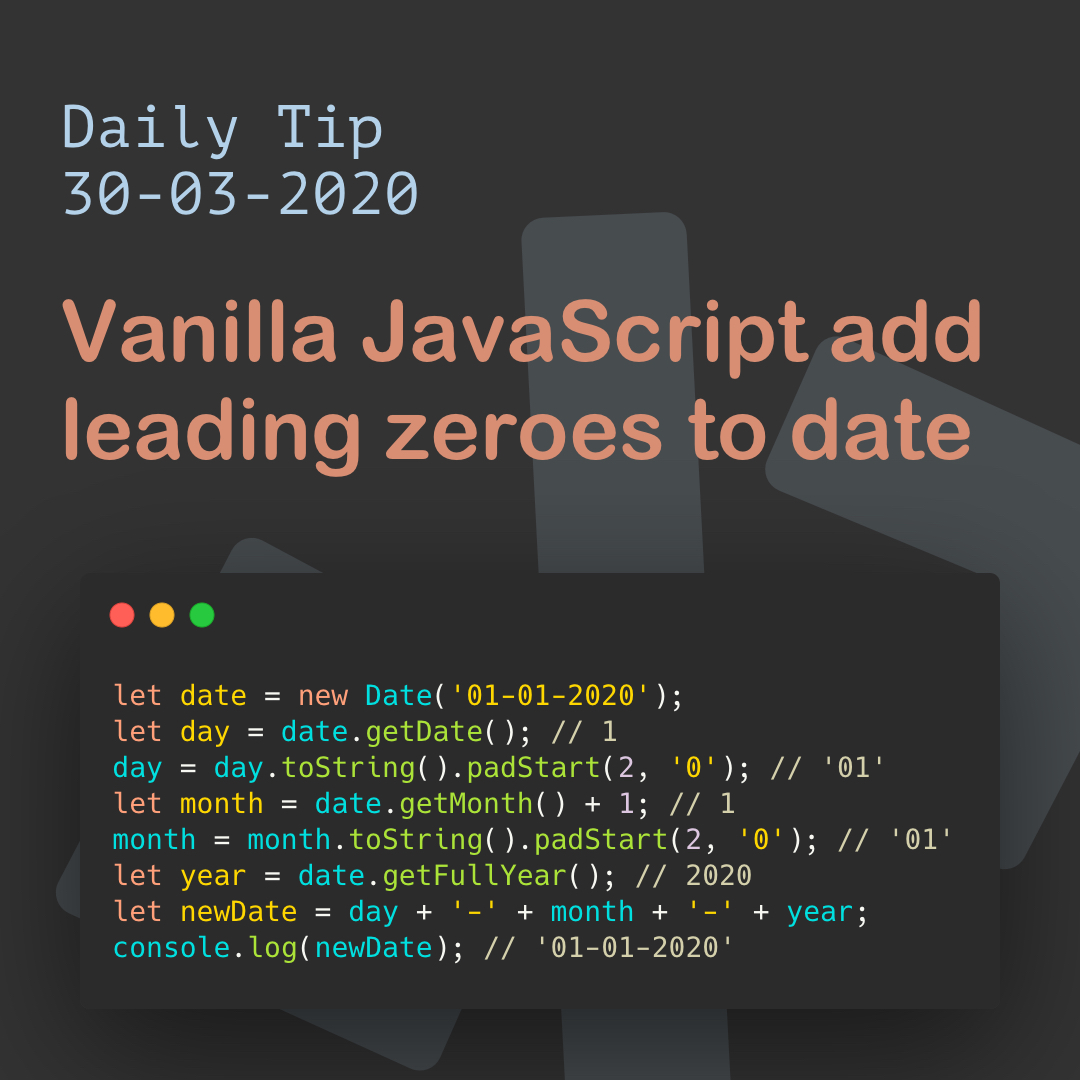 Daily Tip
30-03-2020
Vanilla JavaScript add
leading zeroes to date
let date = new Date('01-01-2020');
let day = date.getDate(); // 1
day = day.toString().padStart(2, '0'); // '01'
let month = date.getMonth() + 1; // 1
month = month.toString().padStart(2, '0'); // '01'
let year = date.getFullYear(); // 2020
let newDate = day + '-' + month + '-' + year;
console.log(newDate); // '01-01-2020'